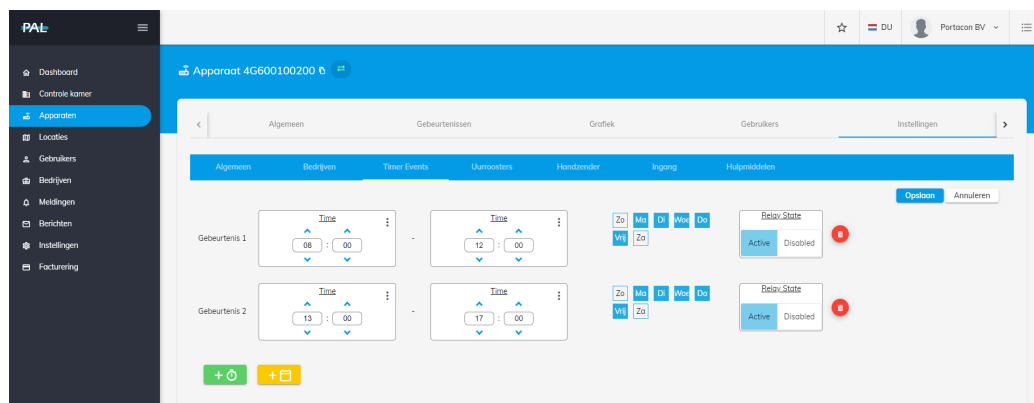 PAL
DU
Portacon BV
Dashboard
Controle kamer
Apparaten
Locaties
Gebruikers
Bedrijven
Meldingen
Berichten
Instellingen
Facturering
Apparaat 4G600100200
Algemeen Gebeurtenissen Grafiek Gebruikers Instellingen
Algemeen Bedrijven Timer Events Uurroosters Handzender Ingang Hulpmiddelen
Opslaan Annuleren
Gebeurtenis 1
Time
08 : 00
-
Time
12 : 00
Zo Ma Di Woe Do
Vrij Za
Relay State
Active Disabled
Gebeurtenis 2
Time
13 : 00
-
Time
17 : 00
Zo Ma Di Woe Do
Vrij Za
Relay State
Active Disabled
+
+